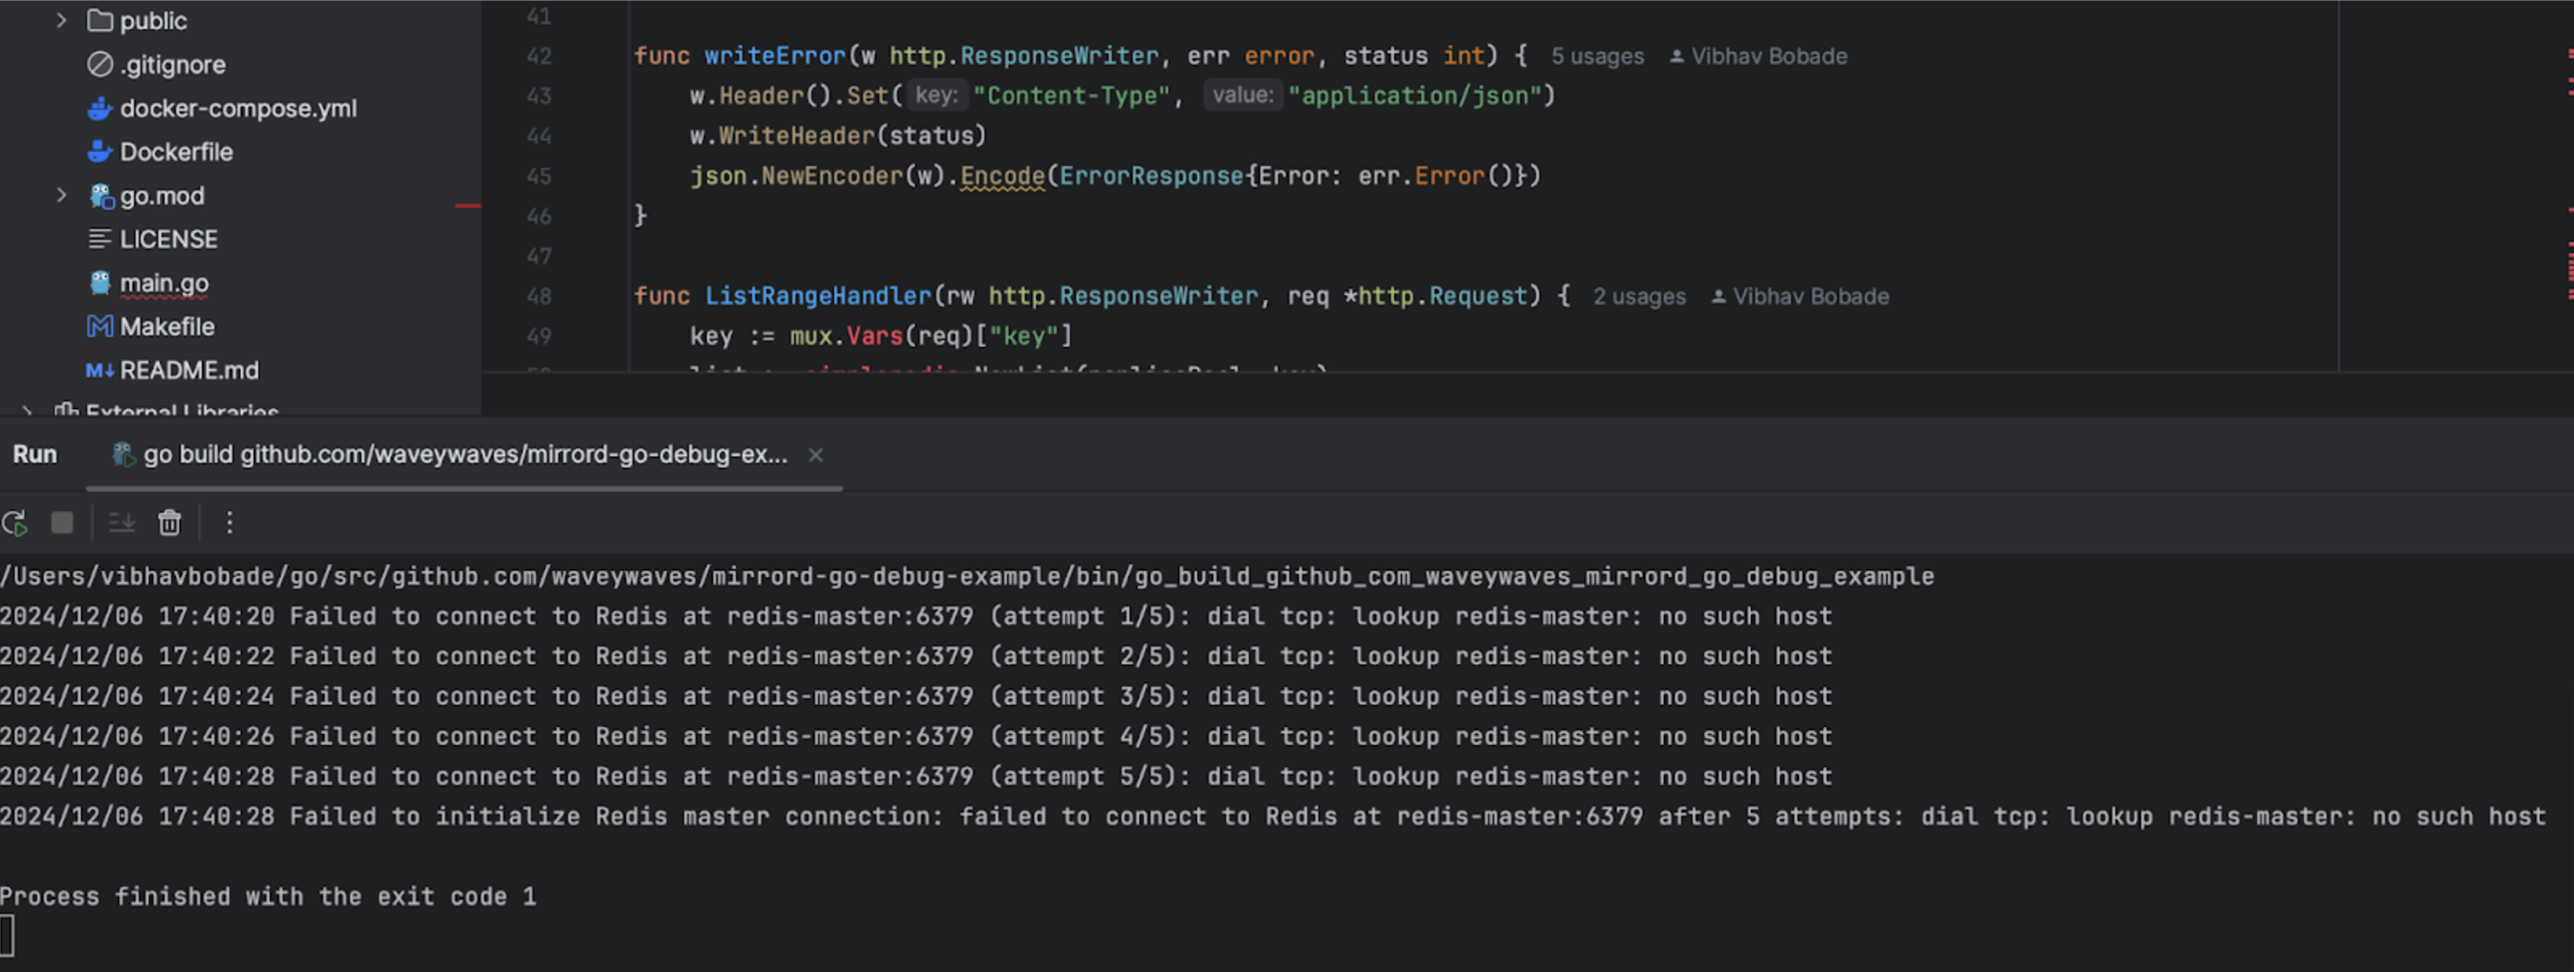 public
.gitignore
docker-compose.yml
Dockerfile
go.mod
LICENSE
main.go
Makefile
README.md
External Libraries
41
42 func writeError(w http.ResponseWriter, err error, status int) { 5 usages Vibhav Bobade
43 w.Header().Set( key: "Content-Type", value: "application/json")
44 w.WriteHeader(status)
45 json.NewEncoder(w).Encode(ErrorResponse{Error: err.Error()})
46 }
47
48 func ListRangeHandler(rw http.ResponseWriter, req *http.Request) { 2 usages Vibhav Bobade
49 key := mux.Vars(req)["key"]
Run go build github.com/waveywaves/mirrord-go-debug-ex...
/Users/vibhavbobade/go/src/github.com/waveywaves/mirrord-go-debug-example/bin/go_build_github_com_waveywaves_mirrord_go_debug_example
2024/12/06 17:40:20 Failed to connect to Redis at redis-master:6379 (attempt 1/5): dial tcp: lookup redis-master: no such host
2024/12/06 17:40:22 Failed to connect to Redis at redis-master:6379 (attempt 2/5): dial tcp: lookup redis-master: no such host
2024/12/06 17:40:24 Failed to connect to Redis at redis-master:6379 (attempt 3/5): dial tcp: lookup redis-master: no such host
2024/12/06 17:40:26 Failed to connect to Redis at redis-master:6379 (attempt 4/5): dial tcp: lookup redis-master: no such host
2024/12/06 17:40:28 Failed to connect to Redis at redis-master:6379 (attempt 5/5): dial tcp: lookup redis-master: no such host
2024/12/06 17:40:28 Failed to initialize Redis master connection: failed to connect to Redis at redis-master:6379 after 5 attempts: dial tcp: lookup redis-master: no such host
Process finished with the exit code 1